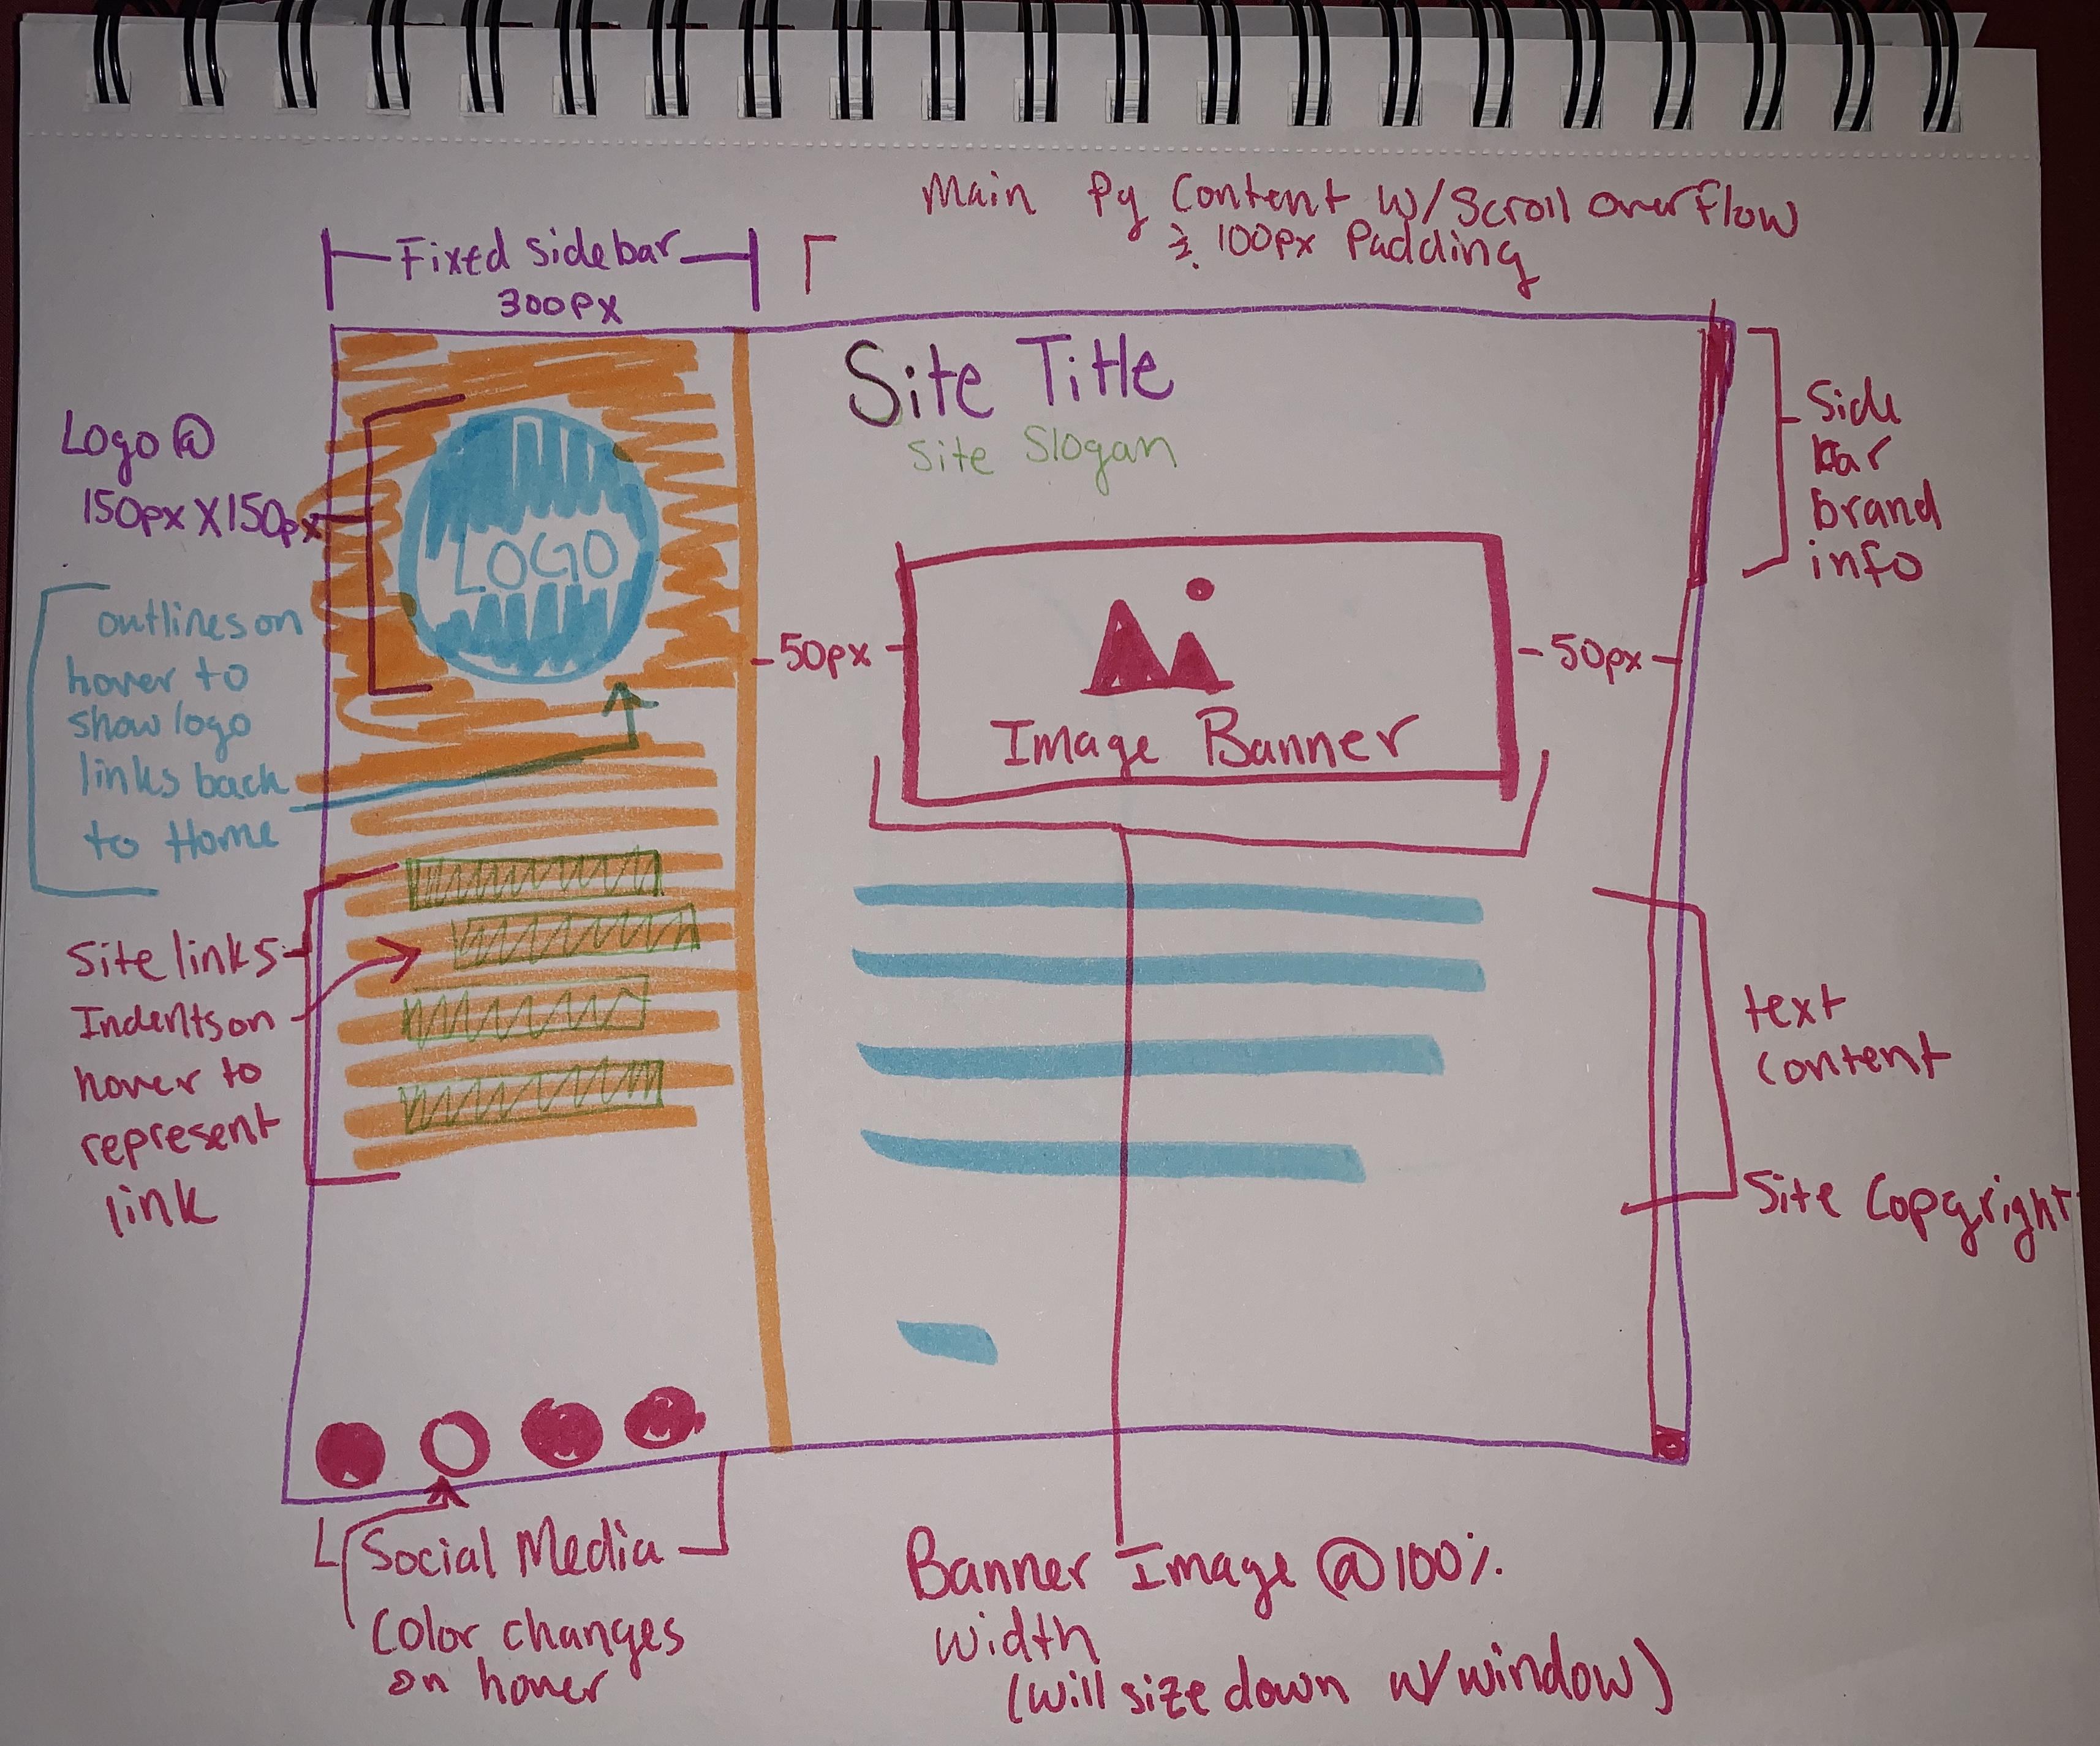 Main Pg Content w/Scroll overflow
& 100px Padding
Fixed sidebar
300px
Site Title
Site Slogan
Logo @
150px X 150px
LOGO
outlines on
hover to
show logo
links back
to Home
Side
bar
brand
info
-50px-
-50px-
Image Banner
Site links
Indents on
hover to
represent
link
text
content
Site Copyright
Social Media
Color changes
on hover
Banner Image @100%
width
(will size down w/window)